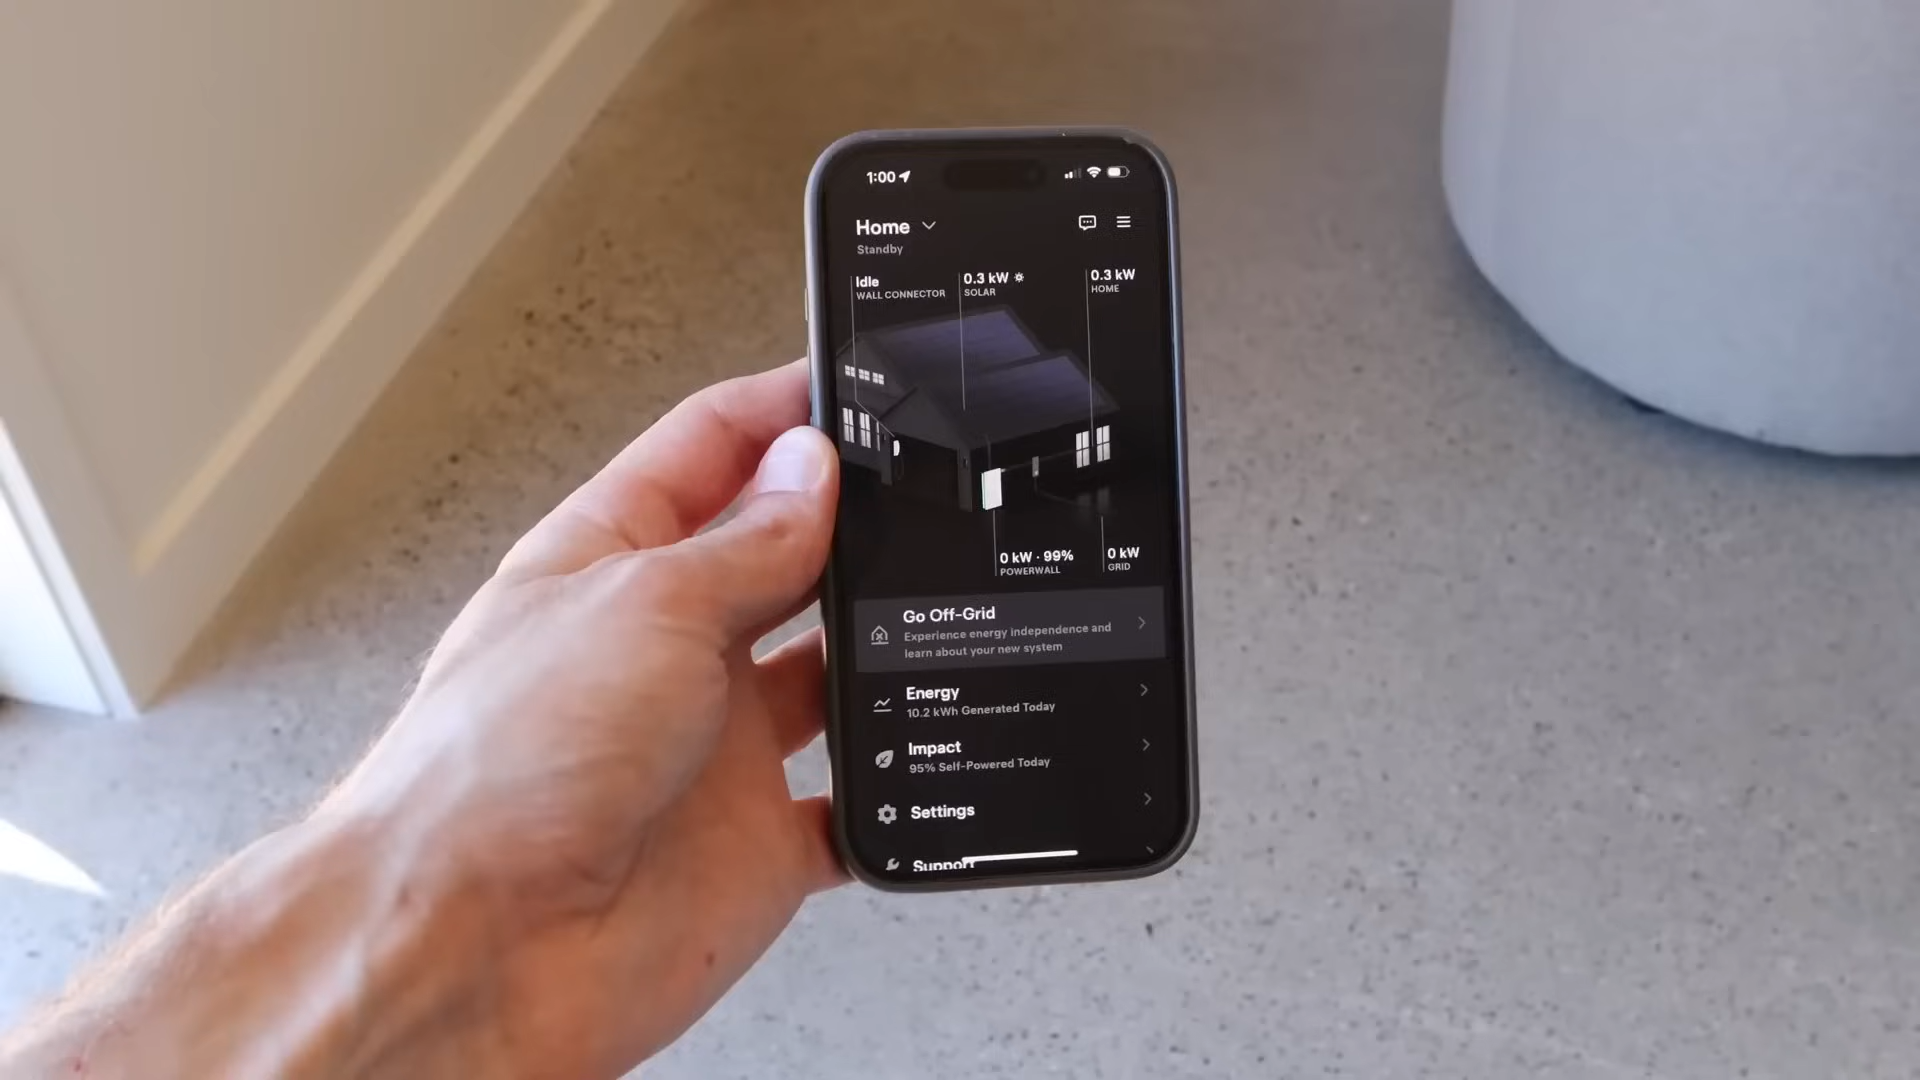 1:00
Home
Standby
Idle
WALL CONNECTOR
0.3 kW
SOLAR
0.3 kW
HOME
0 kW · 99%
POWERWALL
0 kW
GRID
Go Off-Grid
Experience energy independence and
learn about your new system
Energy
10.2 kWh Generated Today
Impact
95% Self-Powered Today
Settings
Support